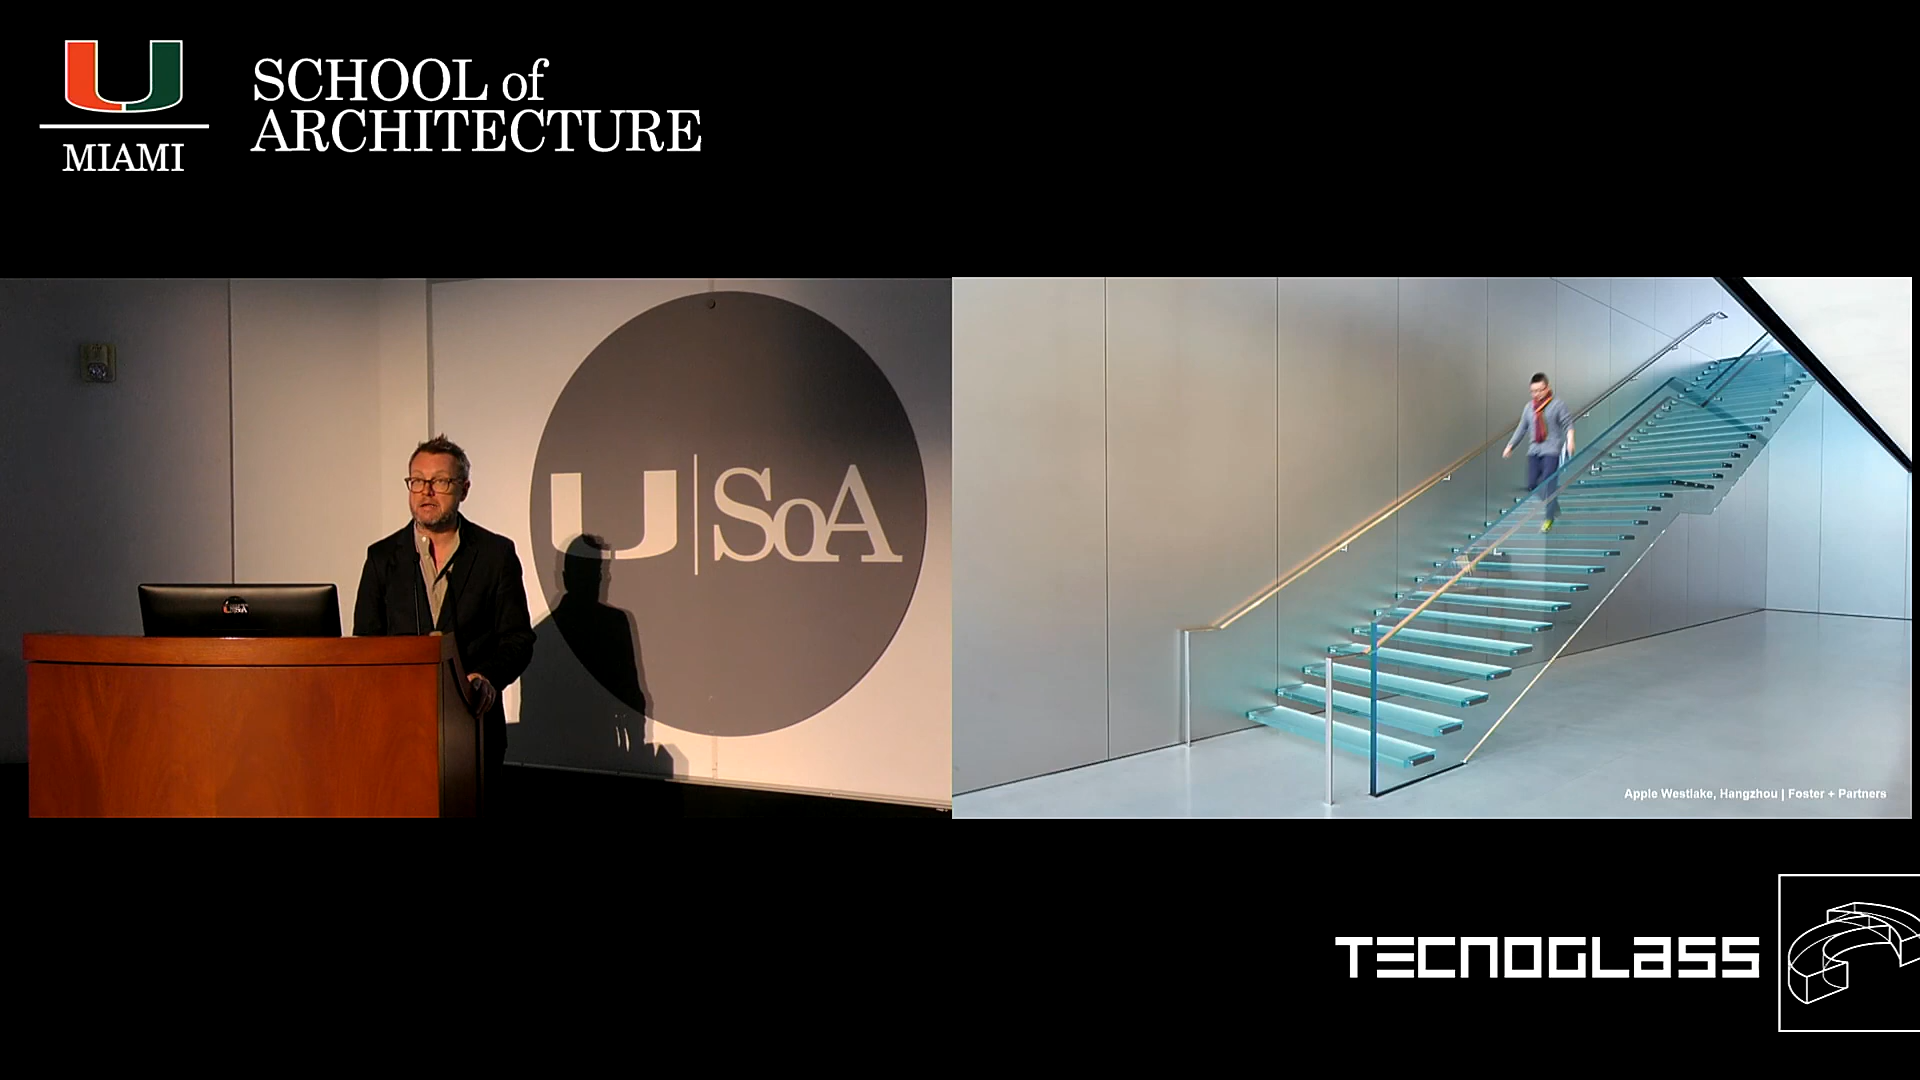 SCHOOL of
ARCHITECTURE
MIAMI
U SoA
Apple Westlake, Hangzhou | Foster + Partners
TECNOGLASS